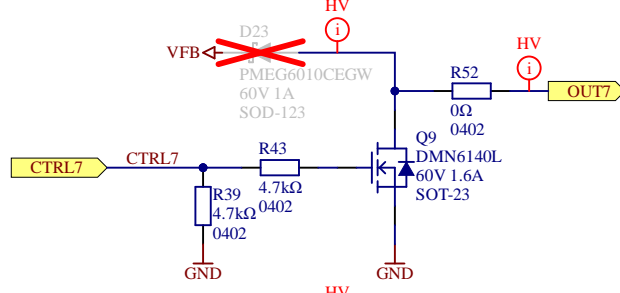 D23
HV
i
VFB
PMEG6010CEGW
60V 1A
SOD-123
HV
i
R52
OUT7
0Ω
0402
Q9
DMN6140L
60V 1.6A
SOT-23
CTRL7
CTRL7
R43
4.7kΩ
0402
R39
4.7kΩ
0402
GND
GND
HV